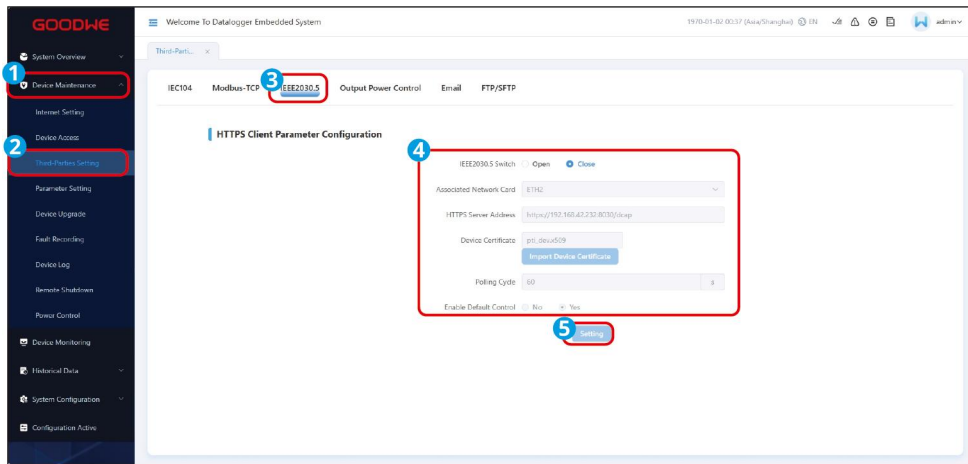 GOODWE
Welcome To Datalogger Embedded System
1970-01-02 00:37 (Asia/Shanghai) EN
admin
System Overview
Third-Parti... ×
1
Device Maintenance
IEC104 Modbus-TCP 3 IEEE2030.5 Output Power Control Email FTP/SFTP
Internet Setting
Device Access
HTTPS Client Parameter Configuration
2
Third-Parties Setting
4
IEEE2030.5 Switch Open Close
Parameter Setting
Associated Network Card ETH2
Device Upgrade
HTTPS Server Address https://192.168.47.232:8030/dcap
Fault Recording
Device Certificate
Import Device Certificate
Device Log
Remote Shutdown
Polling Cycle 60 s
Power Control
Enable Default Control No Yes
5
Setting
Device Monitoring
Historical Data
System Configuration
Configuration Active